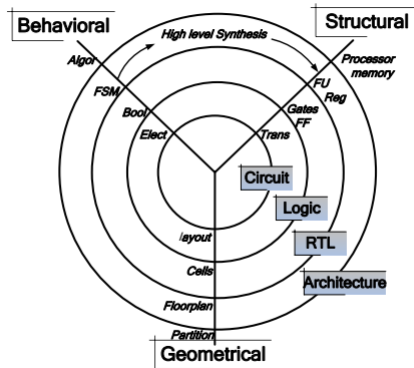 Behavioral
Structural
High level Synthesis
Algor
Processor
memory
FSM
FU
Reg
Bool
Gates
FF
Elect
Trans
Circuit
Logic
layout
RTL
Cells
Architecture
Floorplan
Partition
Geometrical